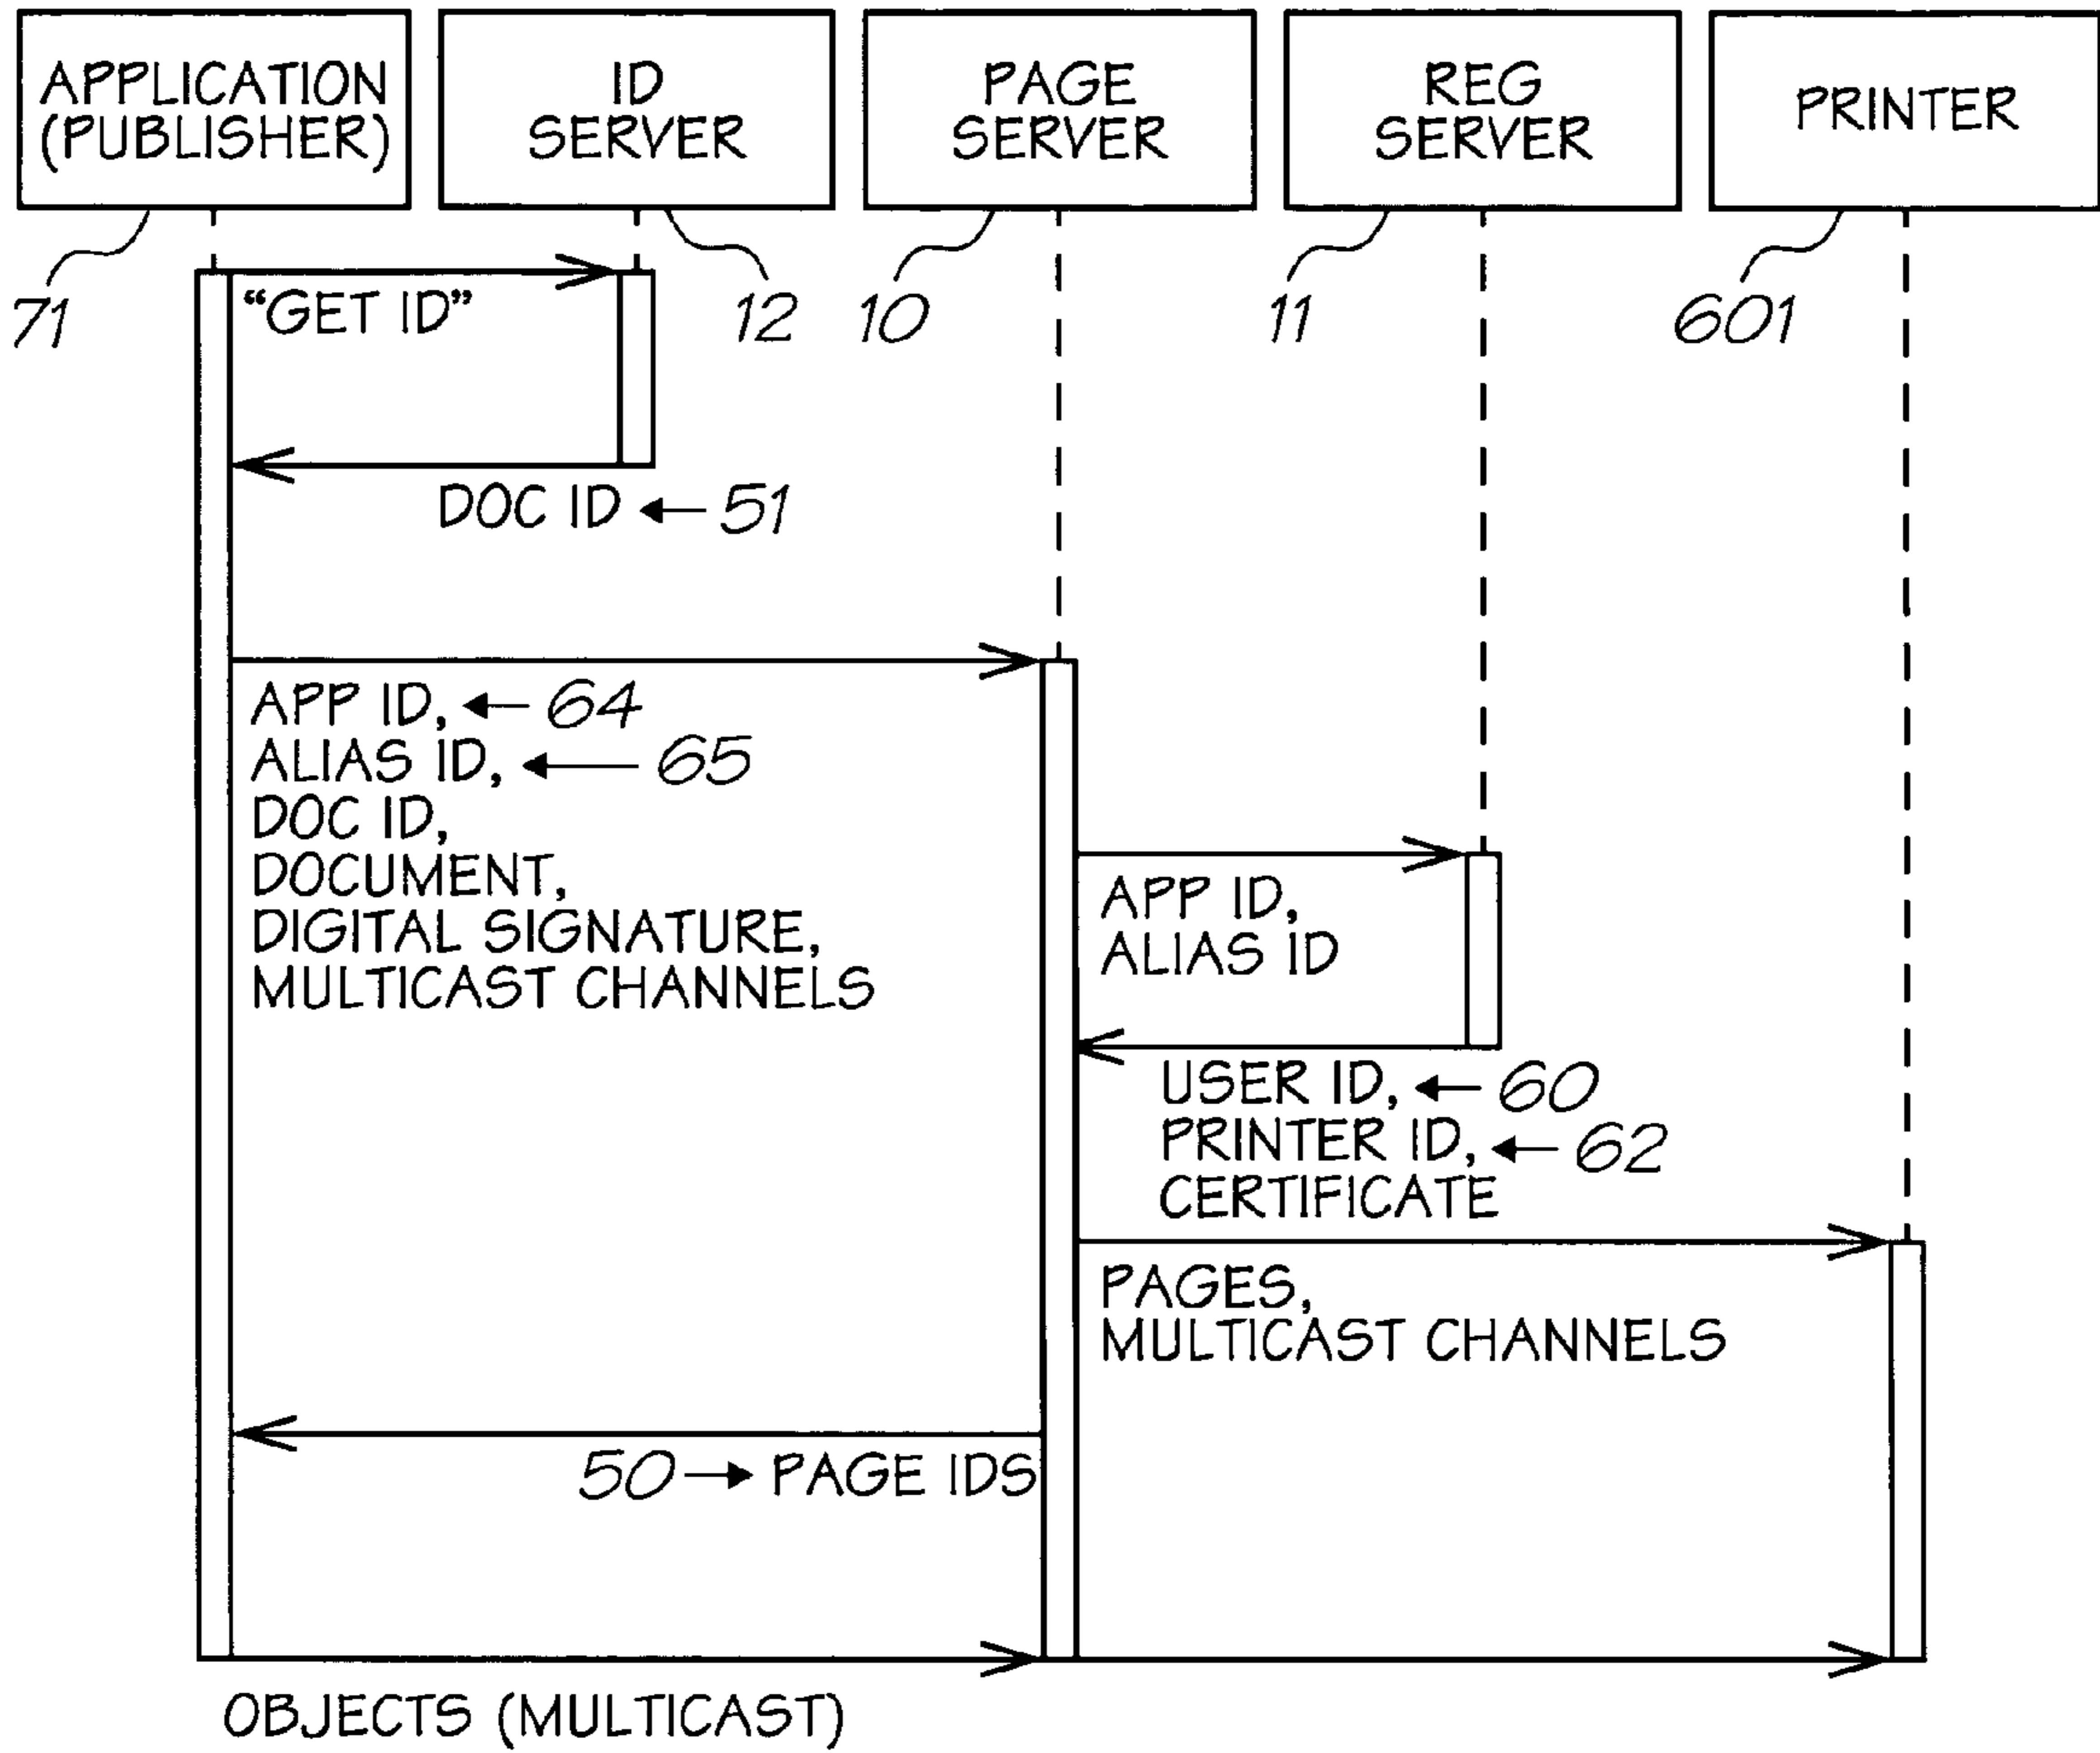 APPLICATION
(PUBLISHER)
ID
SERVER
PAGE
SERVER
REG
SERVER
PRINTER
71
12
10
11
601
“GET ID”
DOC ID 51
APP ID, 64
ALIAS ID, 65
DOC ID,
DOCUMENT,
DIGITAL SIGNATURE,
MULTICAST CHANNELS
APP ID,
ALIAS ID
USER ID, 60
PRINTER ID, 62
CERTIFICATE
PAGES,
MULTICAST CHANNELS
50 PAGE IDS
OBJECTS (MULTICAST)